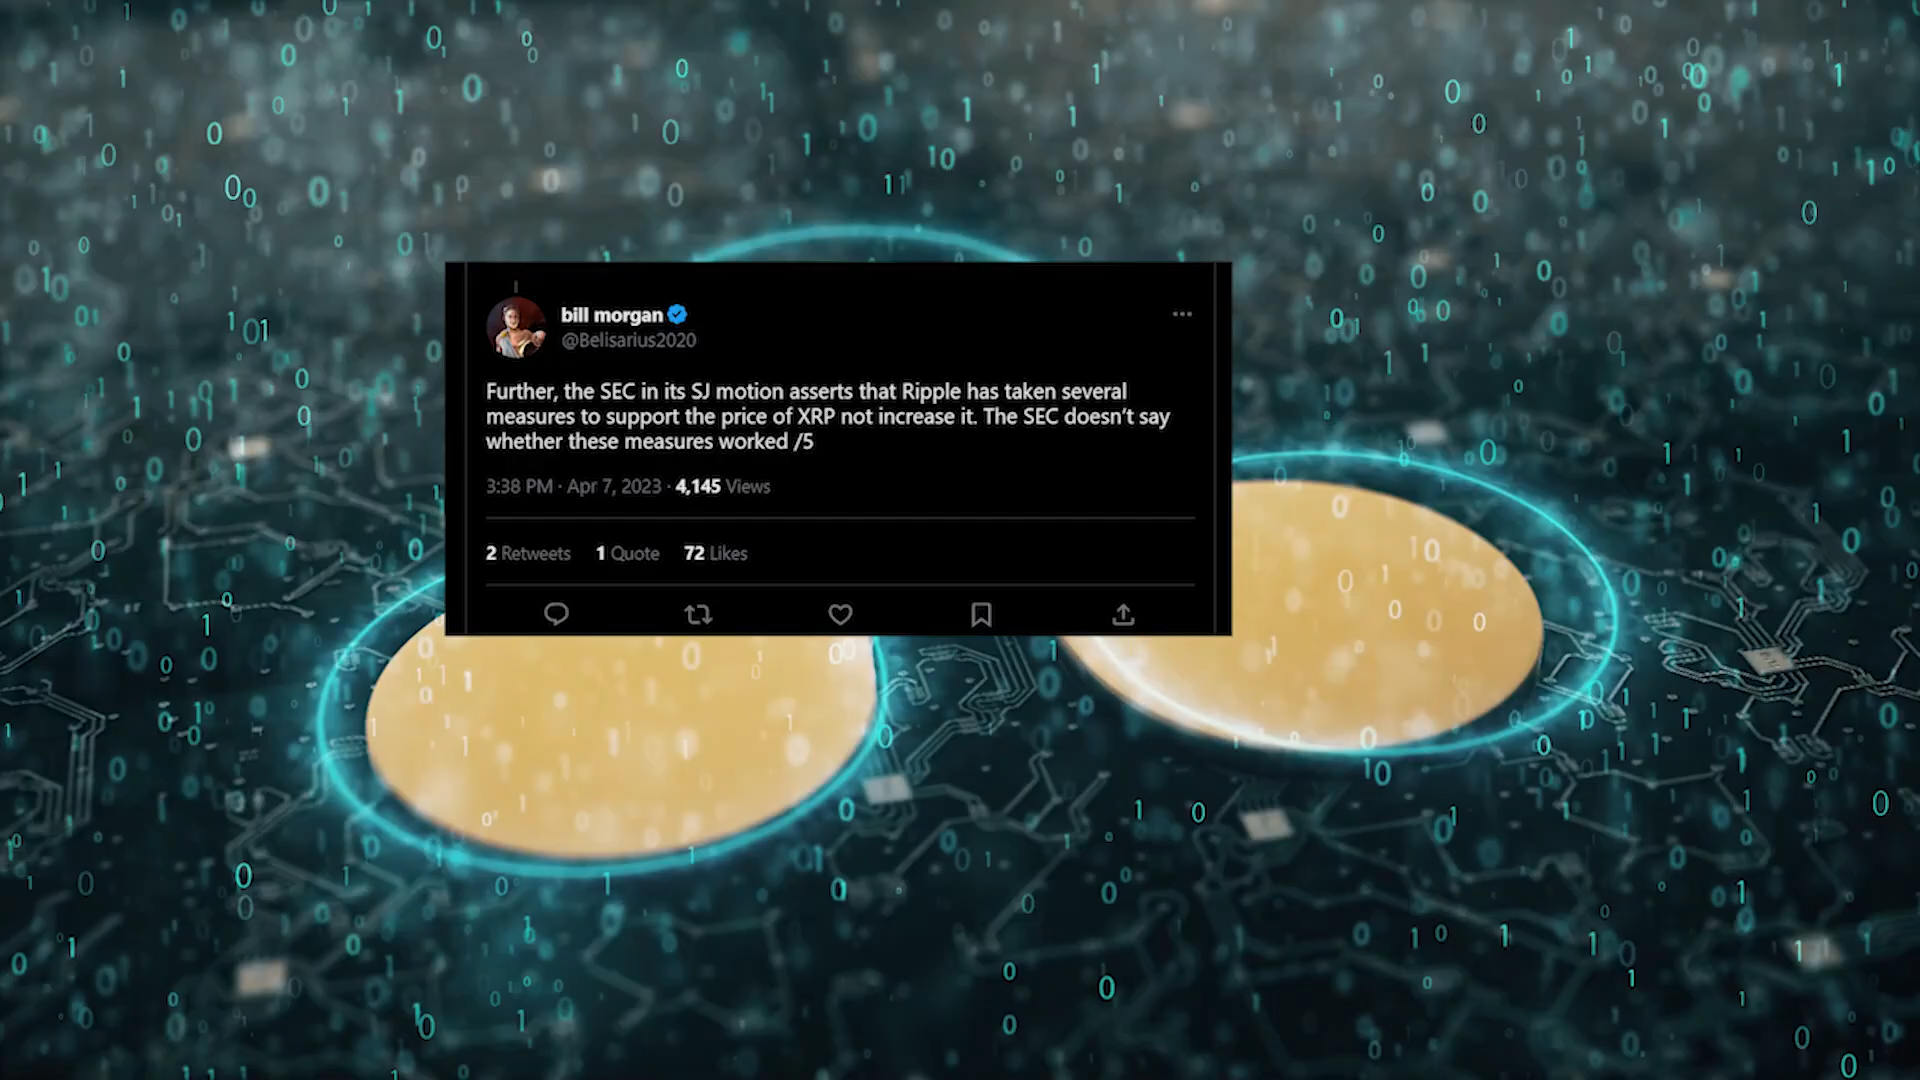 bill morgan
@Belisarius2020
Further, the SEC in its SJ motion asserts that Ripple has taken several
measures to support the price of XRP not increase it. The SEC doesn't say
whether these measures worked /5
3:38 PM · Apr 7, 2023 · 4,145 Views
2 Retweets 1 Quote 72 Likes